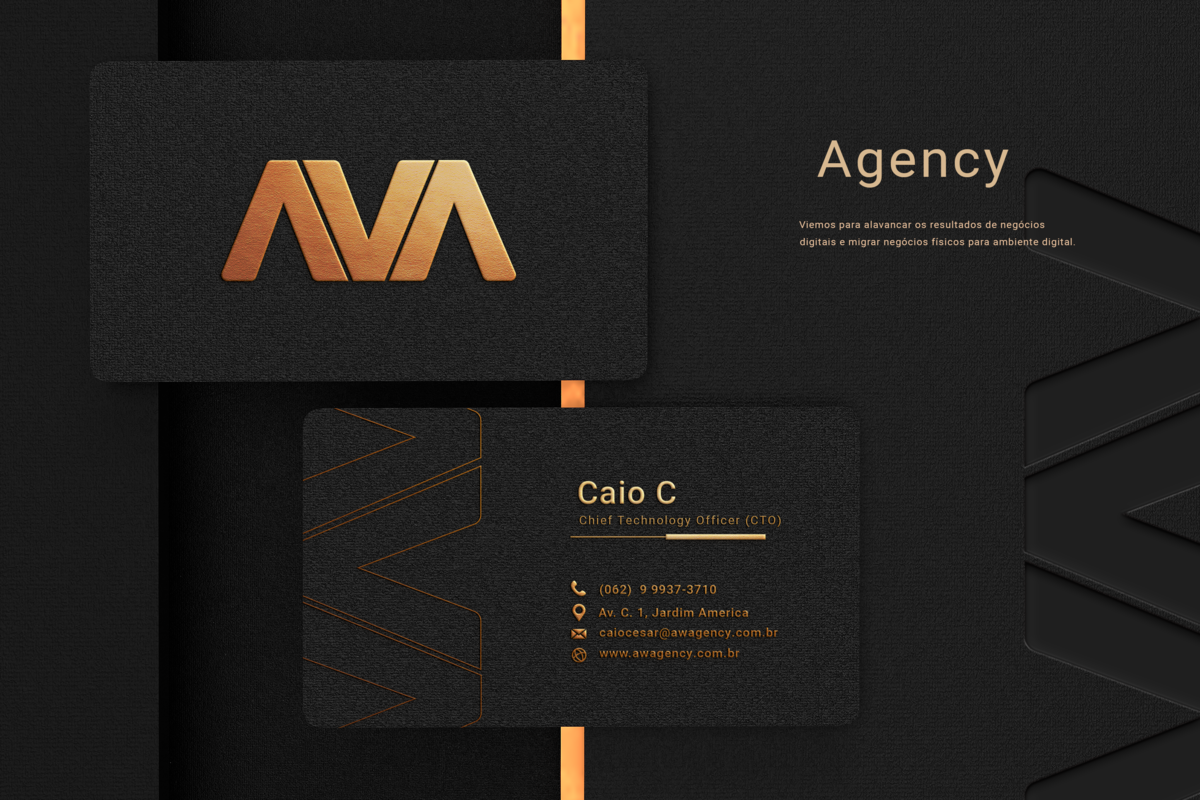 AVA
Agency
Viemos para alavancar os resultados de negócios
digitais e migrar negócios físicos para ambiente digital.
Caio C
Chief Technology Officer (CTO)
(062) 9 9937-3710
Av. C. 1, Jardim America
caiocesar@awagency.com.br
www.awagency.com.br